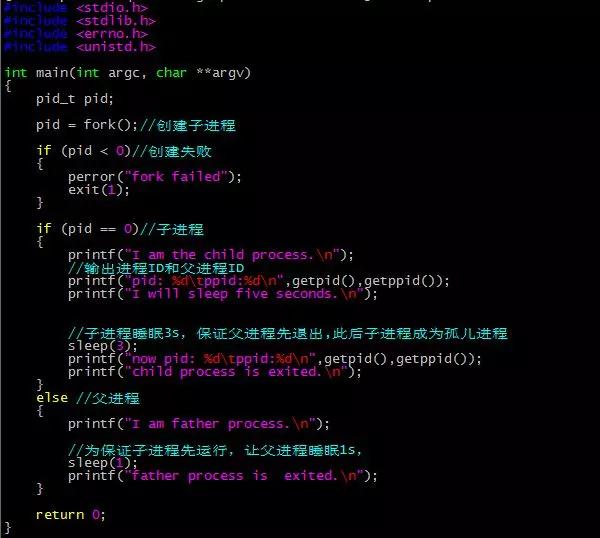 #include <stdio.h>
#include <stdlib.h>
#include <errno.h>
#include <unistd.h>
int main(int argc, char **argv)
{
pid_t pid;
pid = fork();//创建子进程
if (pid < 0)//创建失败
{
perror("fork failed");
exit(1);
}
if (pid == 0)//子进程
{
printf("I am the child process.\n");
//输出进程ID和父进程ID
printf("pid: %d\tppid:%d\n",getpid(),getppid());
printf("I will sleep five seconds.\n");
//子进程睡眠3s，保证父进程先退出,此后子进程成为孤儿进程
sleep(3);
printf("now pid: %d\tppid:%d\n",getpid(),getppid());
printf("child process is exited.\n");
}
else //父进程
{
printf("I am father process.\n");
//为保证子进程先运行，让父进程睡眠1s，
sleep(1);
printf("father process is  exited.\n");
}
return 0;
}